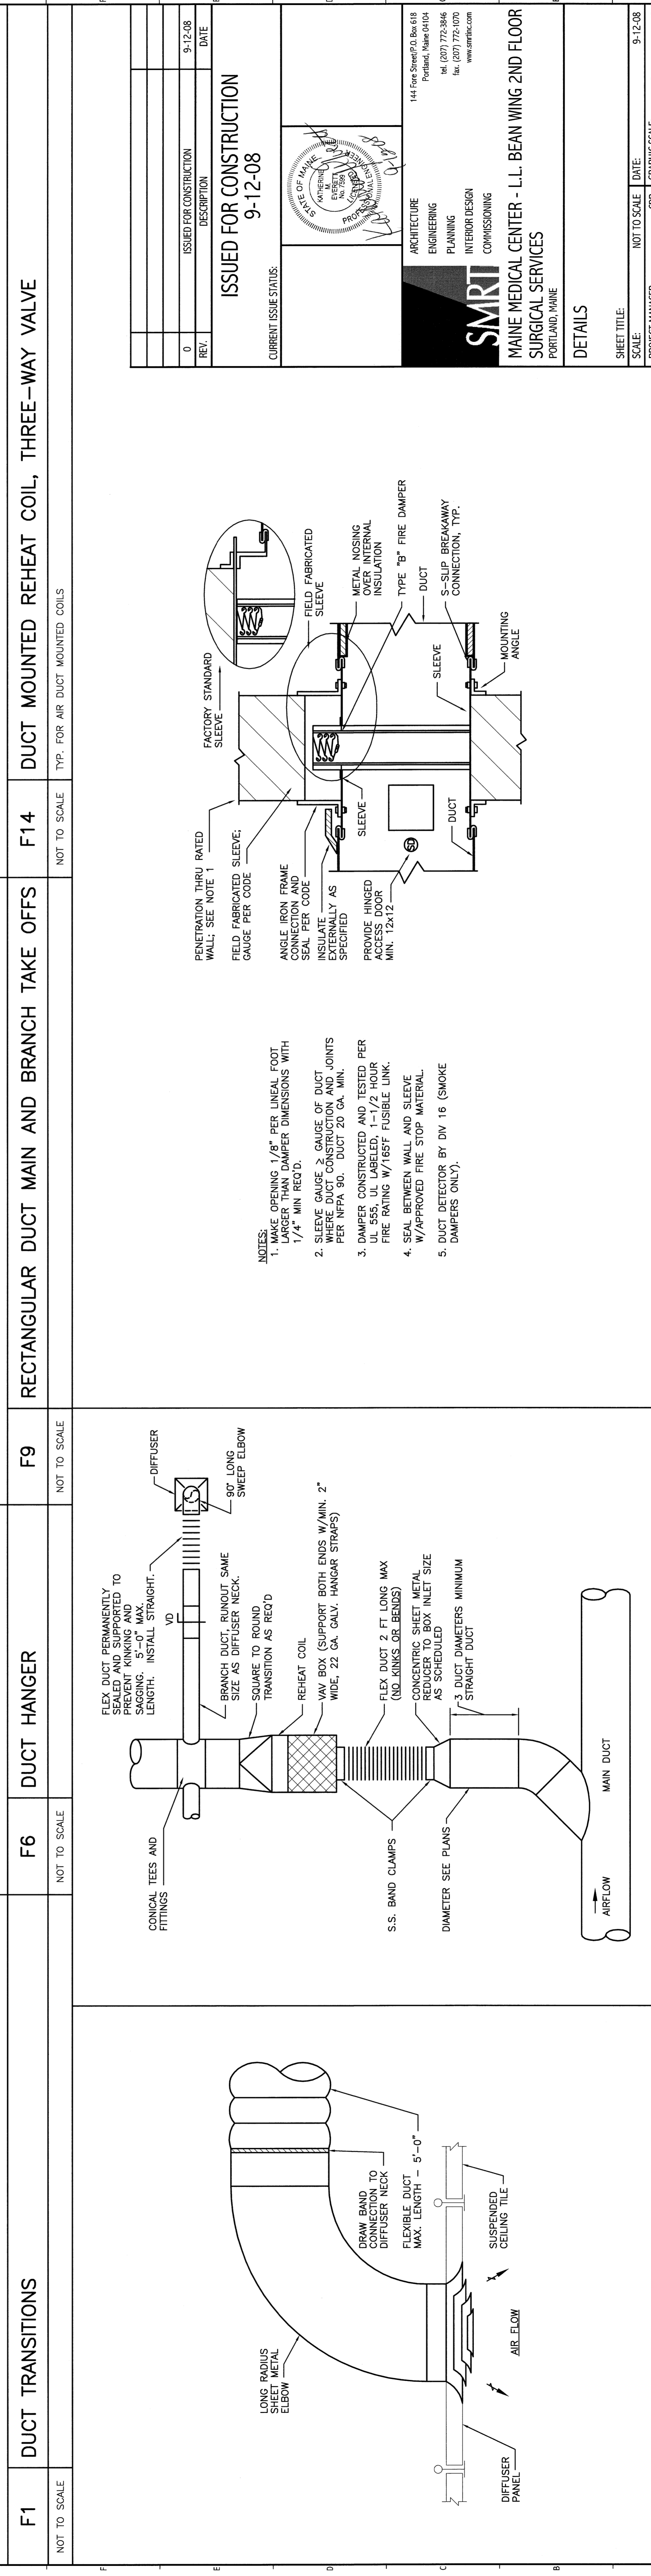 F1
DUCT TRANSITIONS
NOT TO SCALE
F6
DUCT HANGER
NOT TO SCALE
F9
RECTANGULAR DUCT MAIN AND BRANCH TAKE OFFS
NOT TO SCALE
F14
DUCT MOUNTED REHEAT COIL, THREE-WAY VALVE
NOT TO SCALE
TYP. FOR AIR DUCT MOUNTED COILS
F
E
D
C
B
LONG RADIUS
SHEET METAL
ELBOW
DRAW BAND
CONNECTION TO
DIFFUSER NECK
FLEXIBLE DUCT
MAX. LENGTH - 5'-0"
SUSPENDED
CEILING TILE
DIFFUSER
PANEL
AIR FLOW
FLEX DUCT PERMANENTLY
SEALED AND SUPPORTED TO
PREVENT KINKING AND
SAGGING. 5'-0" MAX.
LENGTH. INSTALL STRAIGHT.
DIFFUSER
CONICAL TEES AND
FITTINGS
VD
90° LONG
SWEEP ELBOW
BRANCH DUCT, RUNOUT SAME
SIZE AS DIFFUSER NECK.
SQUARE TO ROUND
TRANSITION AS REQ'D
REHEAT COIL
VAV BOX (SUPPORT BOTH ENDS W/MIN. 2"
WIDE, 22 GA. GALV. HANGAR STRAPS)
FLEX DUCT 2 FT LONG MAX
(NO KINKS OR BENDS)
S.S. BAND CLAMPS
CONCENTRIC SHEET METAL
REDUCER TO BOX INLET SIZE
AS SCHEDULED
DIAMETER SEE PLANS
3 DUCT DIAMETERS MINIMUM
STRAIGHT DUCT
AIRFLOW
MAIN DUCT
NOTES:
1. MAKE OPENING 1/8" PER LINEAL FOOT
LARGER THAN DAMPER DIMENSIONS WITH
1/4" MIN REQ'D.
2. SLEEVE GAUGE ≥ GAUGE OF DUCT
WHERE DUCT CONSTRUCTION AND JOINTS
PER NFPA 90. DUCT 20 GA. MIN.
3. DAMPER CONSTRUCTED AND TESTED PER
UL 555, UL LABELED, 1-1/2 HOUR
FIRE RATING W/165°F FUSIBLE LINK.
4. SEAL BETWEEN WALL AND SLEEVE
W/APPROVED FIRE STOP MATERIAL.
5. DUCT DETECTOR BY DIV 16 (SMOKE
DAMPERS ONLY).
PENETRATION THRU RATED
WALL; SEE NOTE 1
FIELD FABRICATED SLEEVE;
GAUGE PER CODE
ANGLE IRON FRAME
CONNECTION AND
SEAL PER CODE
INSULATE
EXTERNALLY AS
SPECIFIED
PROVIDE HINGED
ACCESS DOOR
MIN. 12x12
FACTORY STANDARD
SLEEVE
FIELD FABRICATED
SLEEVE
METAL NOSING
OVER INTERNAL
INSULATION
TYPE "B" FIRE DAMPER
DUCT
S-SLIP BREAKAWAY
CONNECTION, TYP.
SLEEVE
SLEEVE
MOUNTING
ANGLE
SD
DUCT
0
ISSUED FOR CONSTRUCTION
9-12-08
REV.
DESCRIPTION
DATE
ISSUED FOR CONSTRUCTION
9-12-08
CURRENT ISSUE STATUS:
STATE OF MAINE
KATHERINE
M.
EVERETT
No. 7599
PROFESSIONAL ENGINEER
SMRT
ARCHITECTURE
ENGINEERING
PLANNING
INTERIOR DESIGN
COMMISSIONING
144 Fore Street/P.O. Box 618
Portland, Maine 04104
tel. (207) 772-3846
fax. (207) 772-1070
www.smrtinc.com
MAINE MEDICAL CENTER - L.L. BEAN WING 2ND FLOOR
SURGICAL SERVICES
PORTLAND, MAINE
DETAILS
SHEET TITLE:
SCALE:
NOT TO SCALE
DATE:
9-12-08